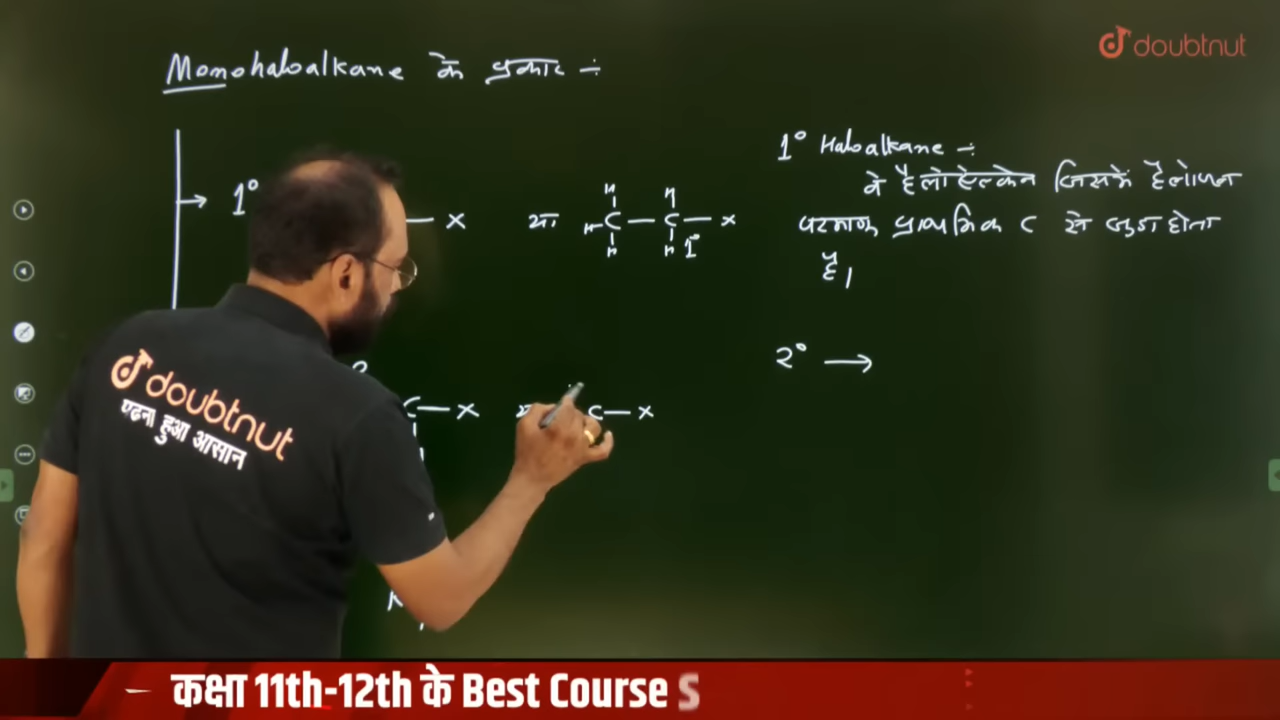 doubtnut
Monohaloalkane के प्रकार :-
1° Haloalkane :-
वे हैलोऐल्केन जिसमें हैलोजन
परमाणु प्राथमिक C से जुड़ा होता
है।
→ 1°
— X या
H H
H—C—C—X
H H 1°
2° →
C—X
C—X
doubtnut
पढ़ना हुआ आसान
कक्षा 11th-12th के Best Course S